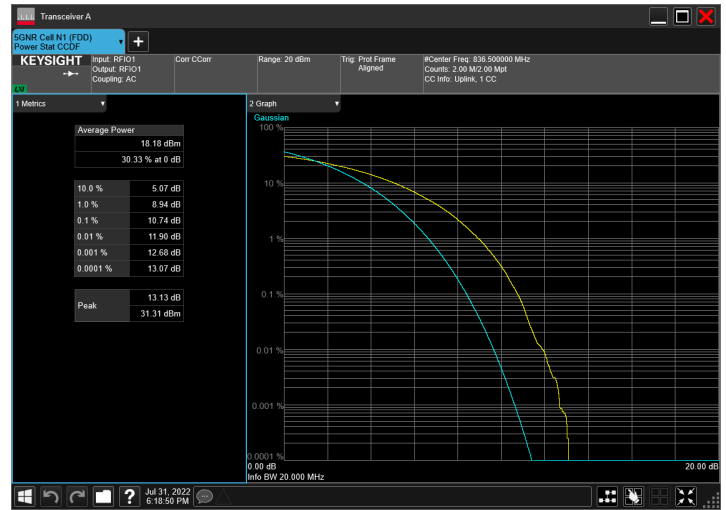 Transceiver A
5GNR Cell N1 (FDD)
Power Stat CCDF
KEYSIGHT
LXI
Input: RFIO1
Output: RFIO1
Coupling: AC
Corr CCorr
Range: 20 dBm
Trig: Prot Frame
Aligned
#Center Freq: 836.500000 MHz
Counts: 2.00 M/2.00 Mpt
CC Info: Uplink, 1 CC
1 Metrics
Average Power
18.18 dBm
30.33 % at 0 dB
10.0 % 5.07 dB
1.0 % 8.94 dB
0.1 % 10.74 dB
0.01 % 11.90 dB
0.001 % 12.68 dB
0.0001 % 13.07 dB
Peak
13.13 dB
31.31 dBm
2 Graph
Gaussian
100 %
10 %
1 %
0.1 %
0.01 %
0.001 %
0.0001 %
0.00 dB
20.00 dB
Info BW 20.000 MHz
?
Jul 31, 2022
6:18:50 PM